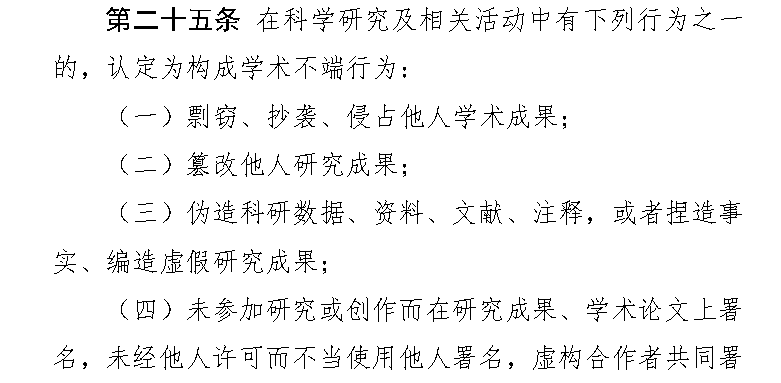 第二十五条 在科学研究及相关活动中有下列行为之一
的，认定为构成学术不端行为：
（一）剽窃、抄袭、侵占他人学术成果；
（二）篡改他人研究成果；
（三）伪造科研数据、资料、文献、注释，或者捏造事
实、编造虚假研究成果；
（四）未参加研究或创作而在研究成果、学术论文上署
名，未经他人许可而不当使用他人署名，虚构合作者共同署